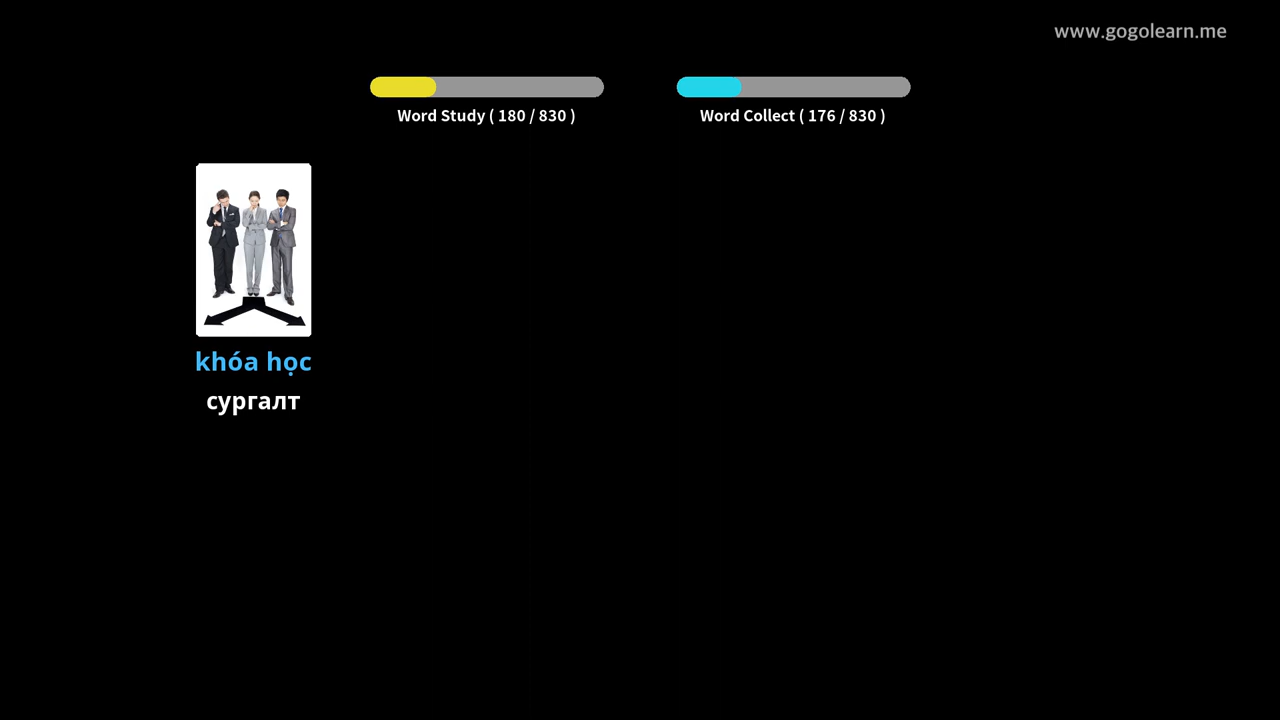 www.gogolearn.me
Word Study ( 180 / 830 )
Word Collect ( 176 / 830 )
khóa học
сургалт